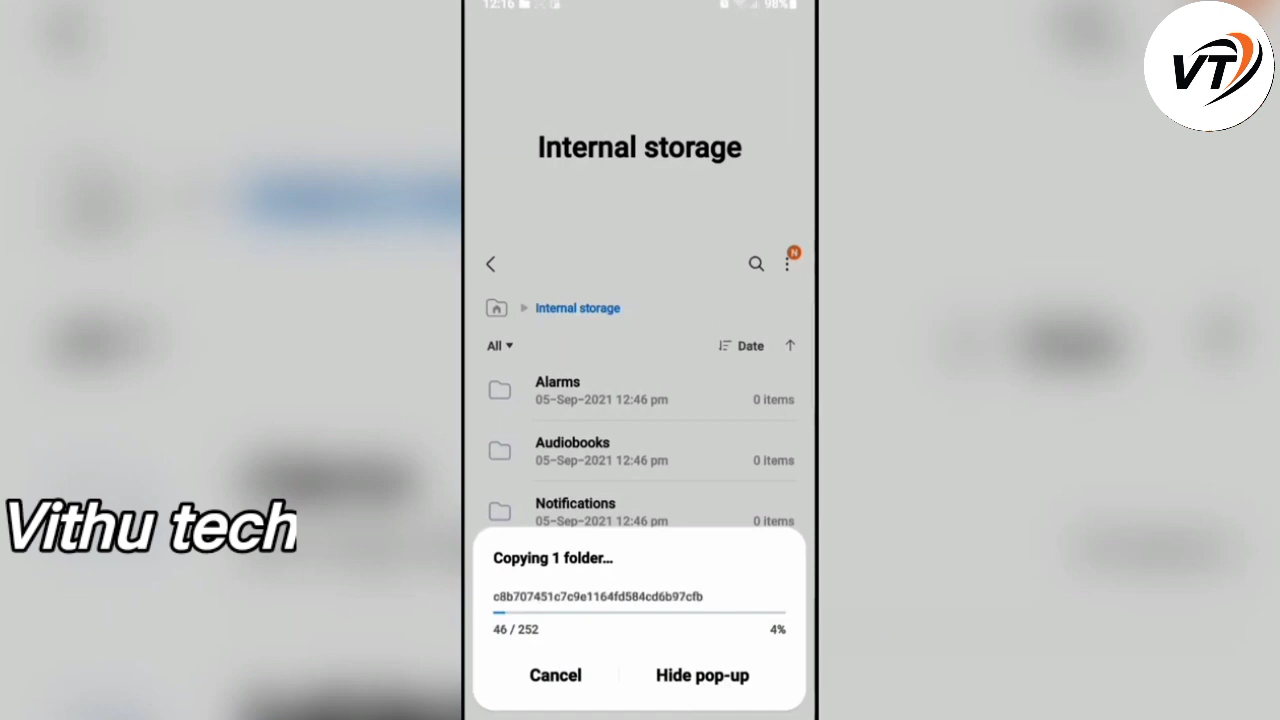 12:16
98%
VT
Internal storage
N
Internal storage
All
Date
Alarms
05-Sep-2021 12:46 pm
0 items
Audiobooks
05-Sep-2021 12:46 pm
0 items
Notifications
05-Sep-2021 12:46 pm
0 items
Vithu tech
Copying 1 folder...
c8b707451c7c9e1164fd584cd6b97cfb
46 / 252
4%
Cancel
Hide pop-up